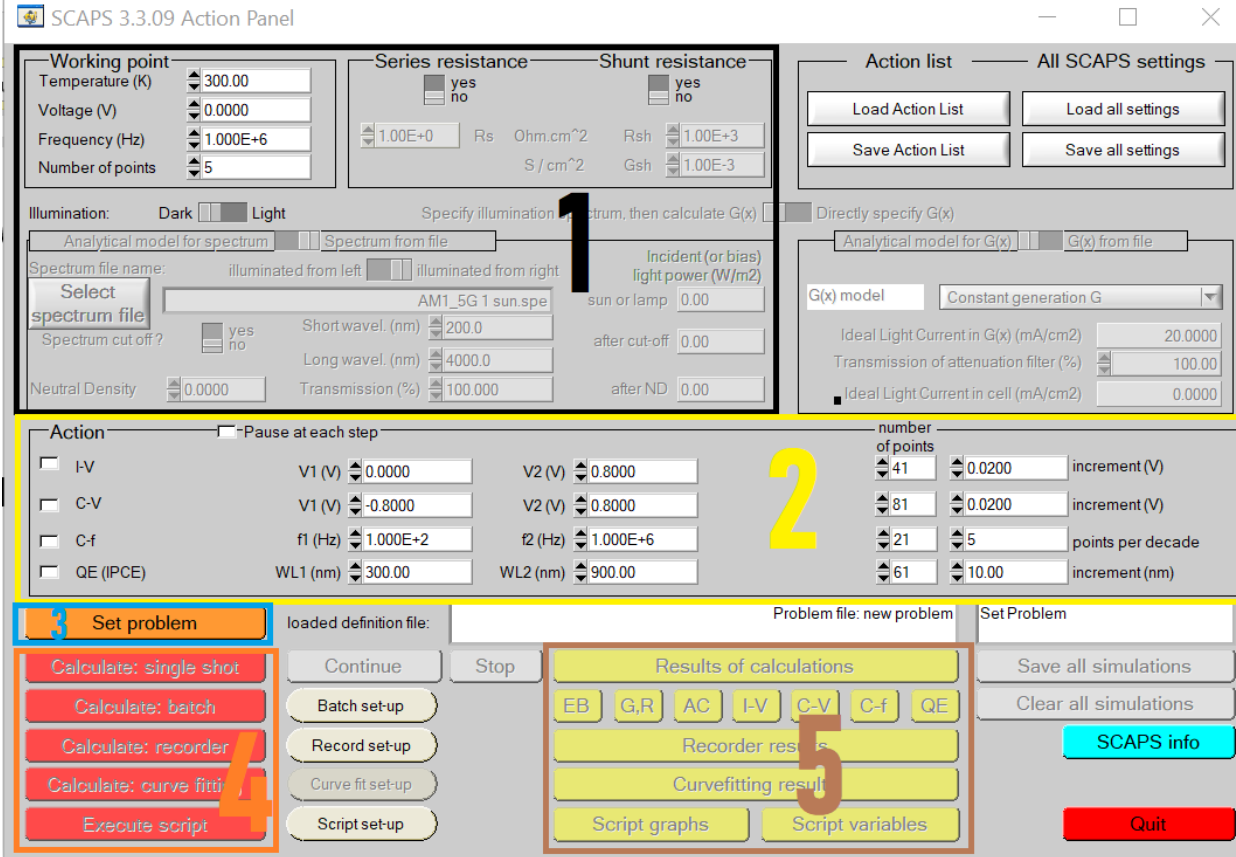 SCAPS 3.3.09 Action Panel
Working point
Temperature (K) 300.00
Voltage (V) 0.0000
Frequency (Hz) 1.000E+6
Number of points 5
Series resistance
yes
no
1.00E+0 Rs Ohm.cm^2
S / cm^2
Shunt resistance
yes
no
Rsh 1.00E+3
Gsh 1.00E-3
Action list
All SCAPS settings
Load Action List
Load all settings
Save Action List
Save all settings
1
Illumination: Dark Light
Specify illumination spectrum, then calculate G(x) Directly specify G(x)
Analytical model for spectrum Spectrum from file
Spectrum file name: illuminated from left illuminated from right
Incident (or bias)
light power (W/m2)
Select
spectrum file
AM1_5G 1 sun.spe
sun or lamp 0.00
Spectrum cut off ? yes
no
Short wavel. (nm) 200.0
after cut-off 0.00
Long wavel. (nm) 4000.0
Neutral Density 0.0000
Transmission (%) 100.000
after ND 0.00
Analytical model for G(x) G(x) from file
G(x) model Constant generation G
Ideal Light Current in G(x) (mA/cm2) 20.0000
Transmission of attenuation filter (%) 100.00
Ideal Light Current in cell (mA/cm2) 0.0000
Action Pause at each step
number
of points
I-V V1 (V) 0.0000 V2 (V) 0.8000 41 0.0200 increment (V)
C-V V1 (V) -0.8000 V2 (V) 0.8000 81 0.0200 increment (V)
C-f f1 (Hz) 1.000E+2 f2 (Hz) 1.000E+6 21 5 points per decade
QE (IPCE) WL1 (nm) 300.00 WL2 (nm) 900.00 61 10.00 increment (nm)
2
3
Set problem
loaded definition file:
Problem file: new problem
Set Problem
Calculate: single shot
Continue
Stop
Results of calculations
Save all simulations
Calculate: batch
Batch set-up
EB G,R AC I-V C-V C-f QE
Clear all simulations
Calculate: recorder
Record set-up
Recorder results
SCAPS info
Calculate: curve fitting
Curve fit set-up
Curvefitting results
4
5
Execute script
Script set-up
Script graphs
Script variables
Quit